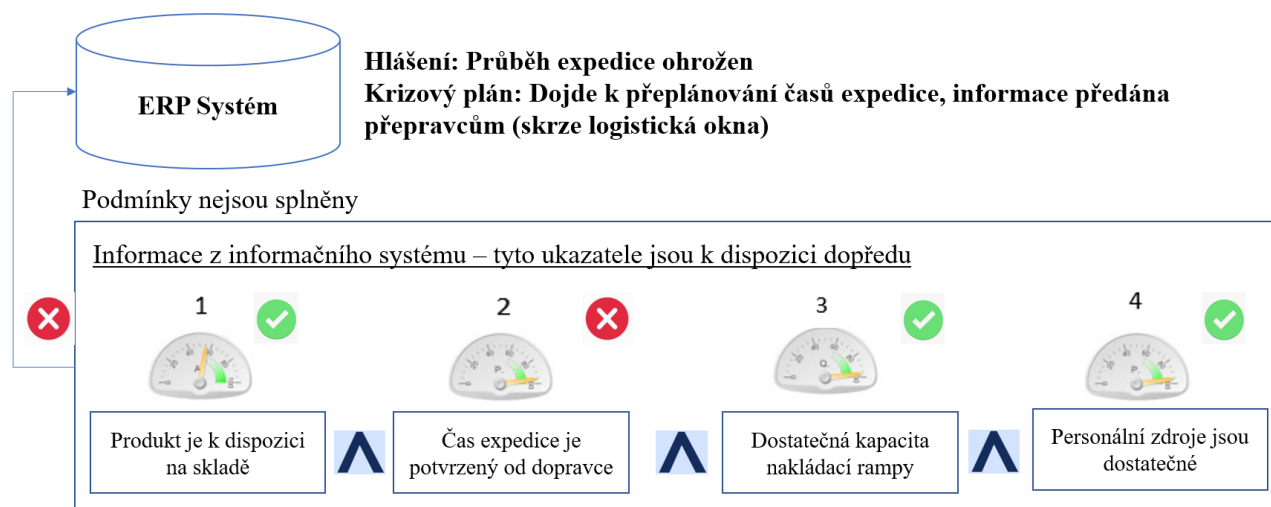 ERP Systém
Hlášení: Průběh expedice ohrožen
Krizový plán: Dojde k přeplánování časů expedice, informace předána
přepravcům (skrze logistická okna)
Podmínky nejsou splněny
Informace z informačního systému – tyto ukazatele jsou k dispozici dopředu
1
2
3
4
Produkt je k dispozici
na skladě
Čas expedice je
potvrzený od dopravce
Dostatečná kapacita
nakládací rampy
Personální zdroje jsou
dostatečné